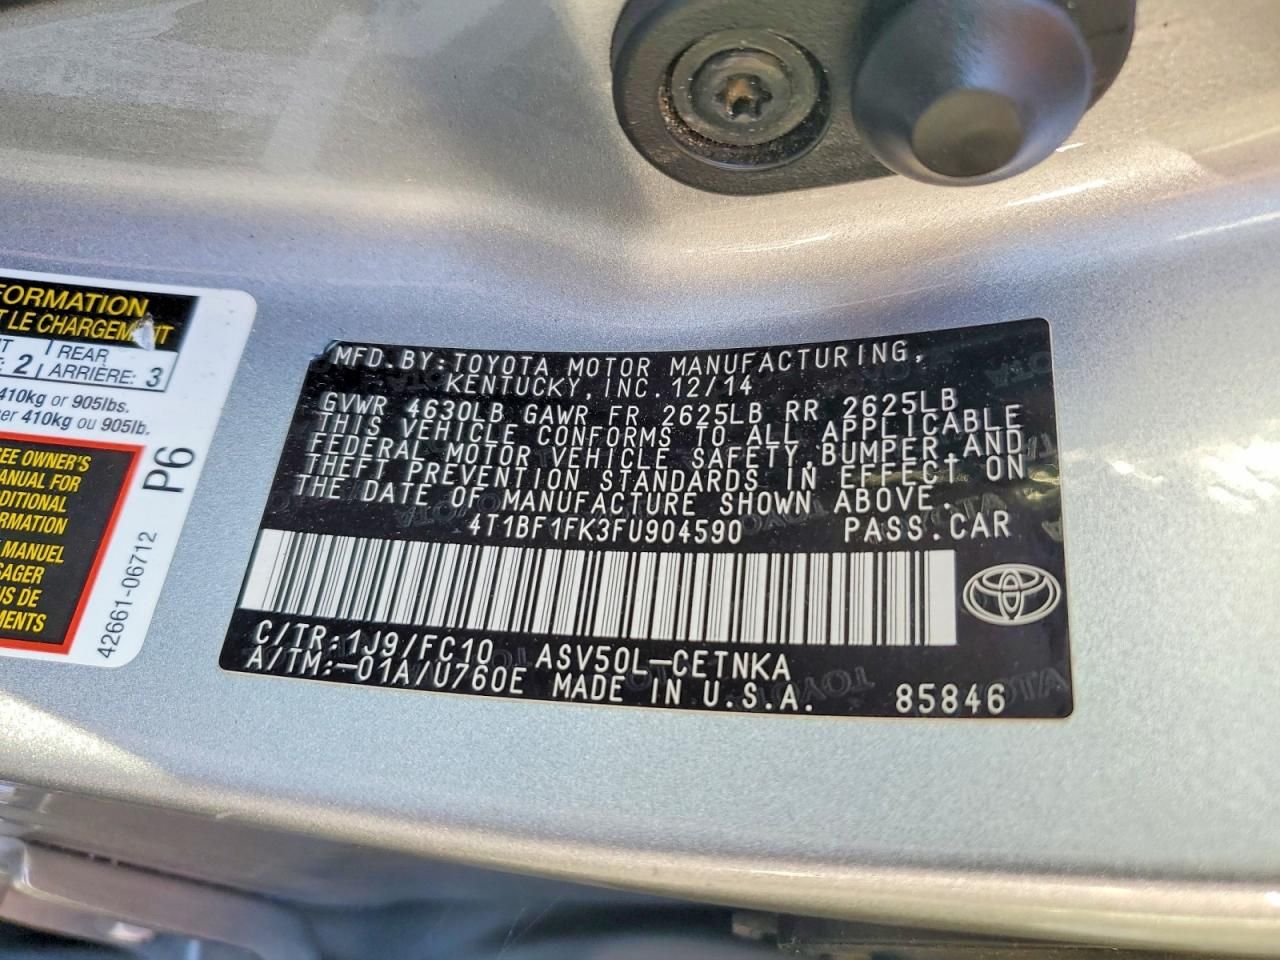 FORMATION
T LE CHARGEMENT
2 REAR
ARRIÈRE: 3
410kg or 905lbs.
er 410kg ou 905lb.
P6
EE OWNER'S
MANUAL FOR
DDITIONAL
FORMATION
MANUEL
SAGER
US DE
MENTS
42661-06712
MFD.BY:TOYOTA MOTOR MANUFACTURING,
KENTUCKY,INC.12/14
GVWR 4630LB GAWR FR 2625LB RR 2625LB
THIS VEHICLE CONFORMS TO ALL APPLICABLE
FEDERAL MOTOR VEHICLE SAFETY,BUMPER,AND
THEFT PREVENTION STANDARDS IN EFFECT ON
THE DATE OF MANUFACTURE SHOWN ABOVE.
4T1BF1FK3FU904590 PASS.CAR
C/TR:1J9/FC10 ASV50L-CETNKA
A/TM:-01A/U760E MADE IN U.S.A. 85846